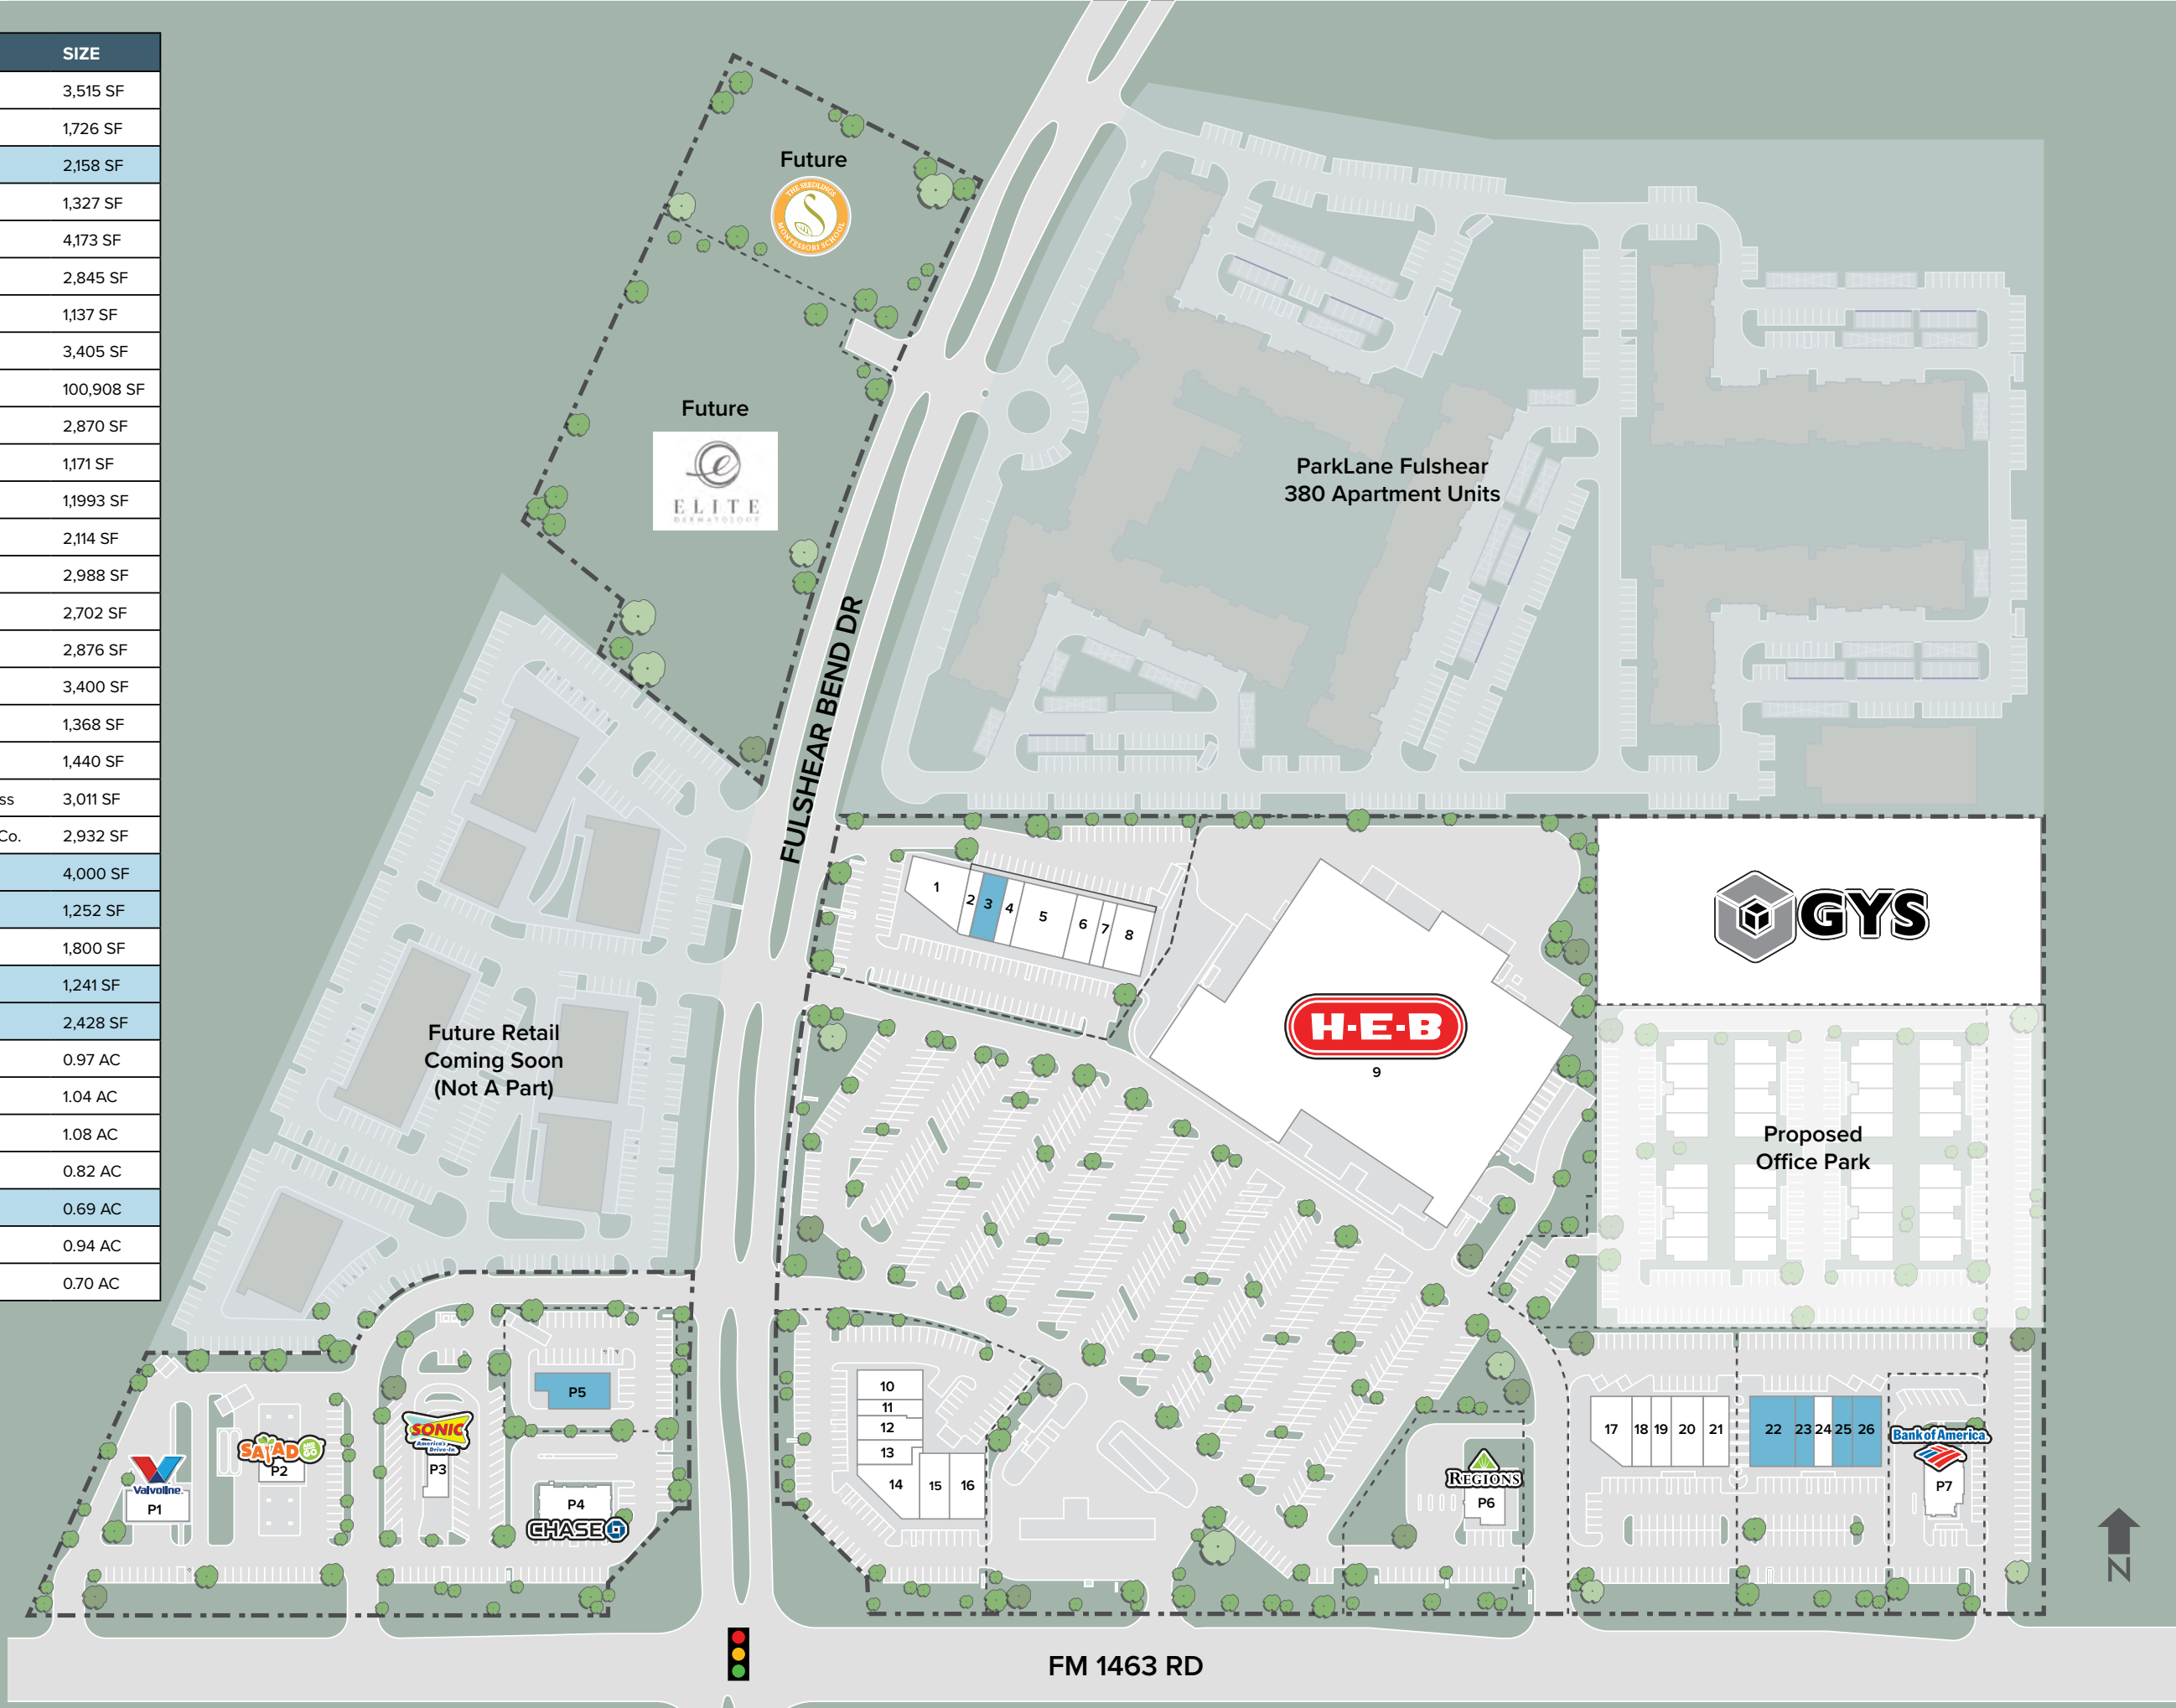 SIZE
3,515 SF
1,726 SF
2,158 SF
1,327 SF
4,173 SF
2,845 SF
1,137 SF
3,405 SF
100,908 SF
2,870 SF
1,171 SF
1,1993 SF
2,114 SF
2,988 SF
2,702 SF
2,876 SF
3,400 SF
1,368 SF
1,440 SF
ss 3,011 SF
Co. 2,932 SF
4,000 SF
1,252 SF
1,800 SF
1,241 SF
2,428 SF
0.97 AC
1.04 AC
1.08 AC
0.82 AC
0.69 AC
0.94 AC
0.70 AC
Future
THE SEEDLINGS
S
MONTESSORI SCHOOL
Future
e
ELITE
DERMATOLOGY
ParkLane Fulshear
380 Apartment Units
FULSHEAR BEND DR
1
2
3
4
5
6
7
8
H-E-B
9
GYS
Proposed
Office Park
Future Retail
Coming Soon
(Not A Part)
Valvoline
P1
SALAD
P2
SONIC
America's Drive-In
P3
P4
CHASE
P5
10
11
12
13
14
15
16
REGIONS
P6
17
18
19
20
21
22
23
24
25
26
Bank of America
P7
N
FM 1463 RD